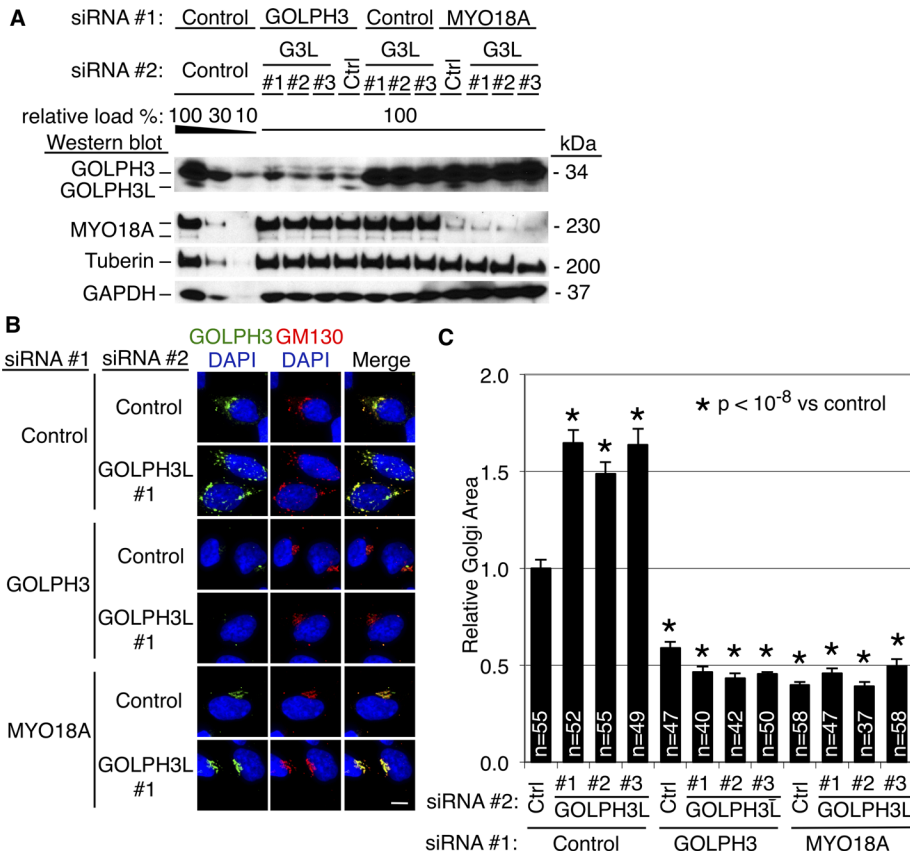 A
siRNA #1: Control GOLPH3 Control MYO18A
G3L G3L G3L
siRNA #2: Control #1 #2 #3 Ctrl #1 #2 #3 Ctrl #1 #2 #3
relative load %: 100 30 10 100
Western blot kDa
GOLPH3 - 34
GOLPH3L
MYO18A - 230
Tuberin - 200
GAPDH - 37
B
GOLPH3 GM130
siRNA #1 siRNA #2 DAPI DAPI Merge
Control
Control
GOLPH3L
#1
Control
GOLPH3
GOLPH3L
#1
Control
MYO18A
GOLPH3L
#1
C
Relative Golgi Area
2.0
1.5
1.0
0.5
0.0
* p < 10-8 vs control
* * * * * * * * * * *
n=55 n=52 n=55 n=49 n=47 n=40 n=42 n=50 n=58 n=47 n=37 n=58
siRNA #2: Ctrl #1 #2 #3 Ctrl #1 #2 #3 Ctrl #1 #2 #3
GOLPH3L GOLPH3L GOLPH3L
siRNA #1: Control GOLPH3 MYO18A